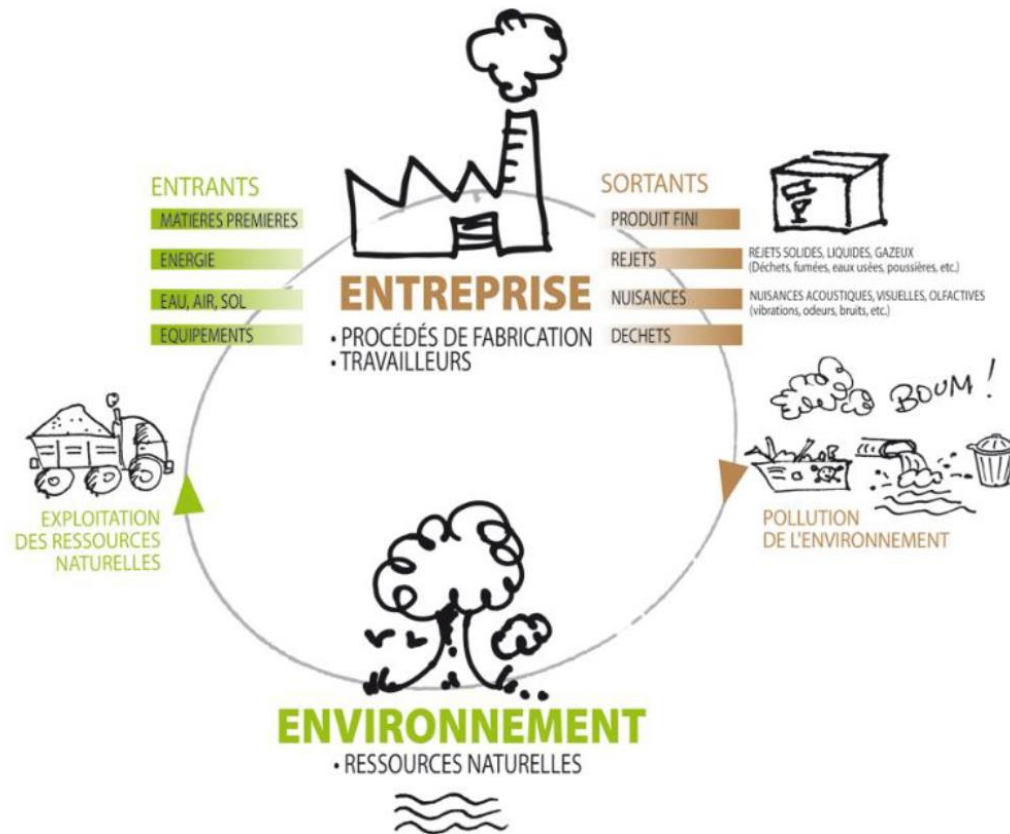 ENTRANTS
MATIERES PREMIERES
ENERGIE
EAU, AIR, SOL
EQUIPEMENTS
ENTREPRISE
• PROCÉDÉS DE FABRICATION
• TRAVAILLEURS
SORTANTS
PRODUIT FINI
REJETS
REJETS SOLIDES, LIQUIDES, GAZEUX
(Déchets, fumées, eaux usées, poussières, etc.)
NUISANCES
NUISANCES ACOUSTIQUES, VISUELLES, OLFACTIVES
(vibrations, odeurs, bruits, etc.)
DECHETS
BOUM !
EXPLOITATION
DES RESSOURCES
NATURELLES
POLLUTION
DE L'ENVIRONNEMENT
ENVIRONNEMENT
• RESSOURCES NATURELLES